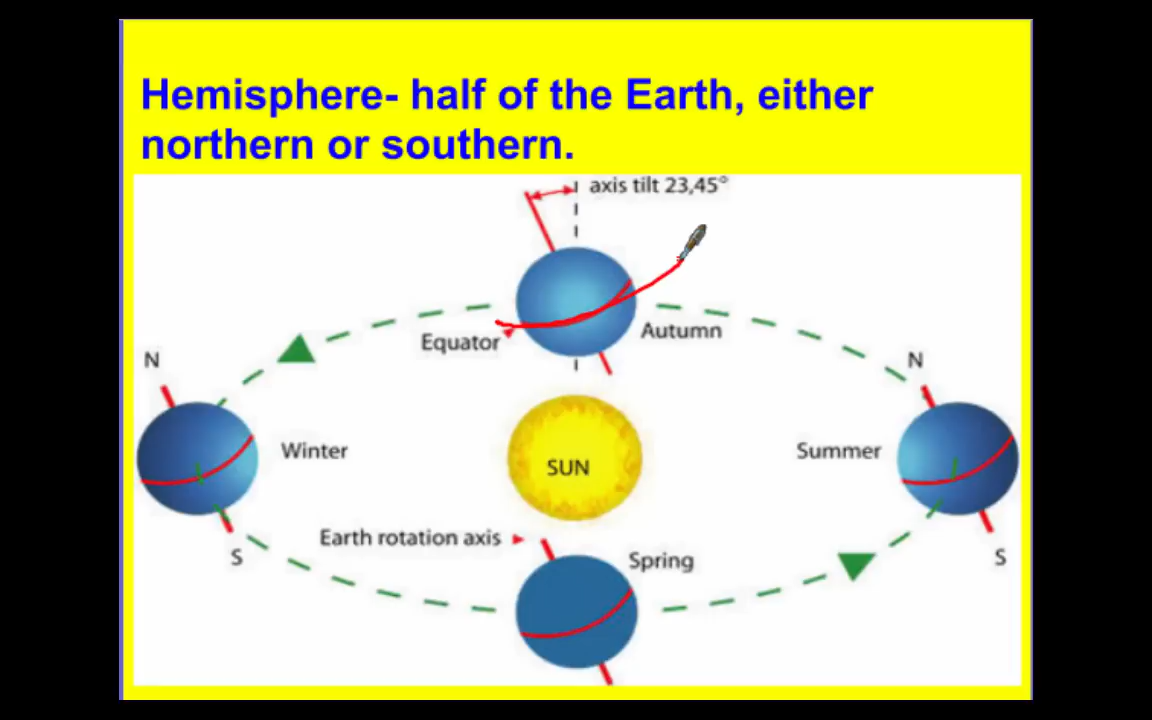 Hemisphere- half of the Earth, either
northern or southern.
axis tilt 23,45°
Equator
Autumn
N
N
Winter
SUN
Summer
Earth rotation axis
S
Spring
S